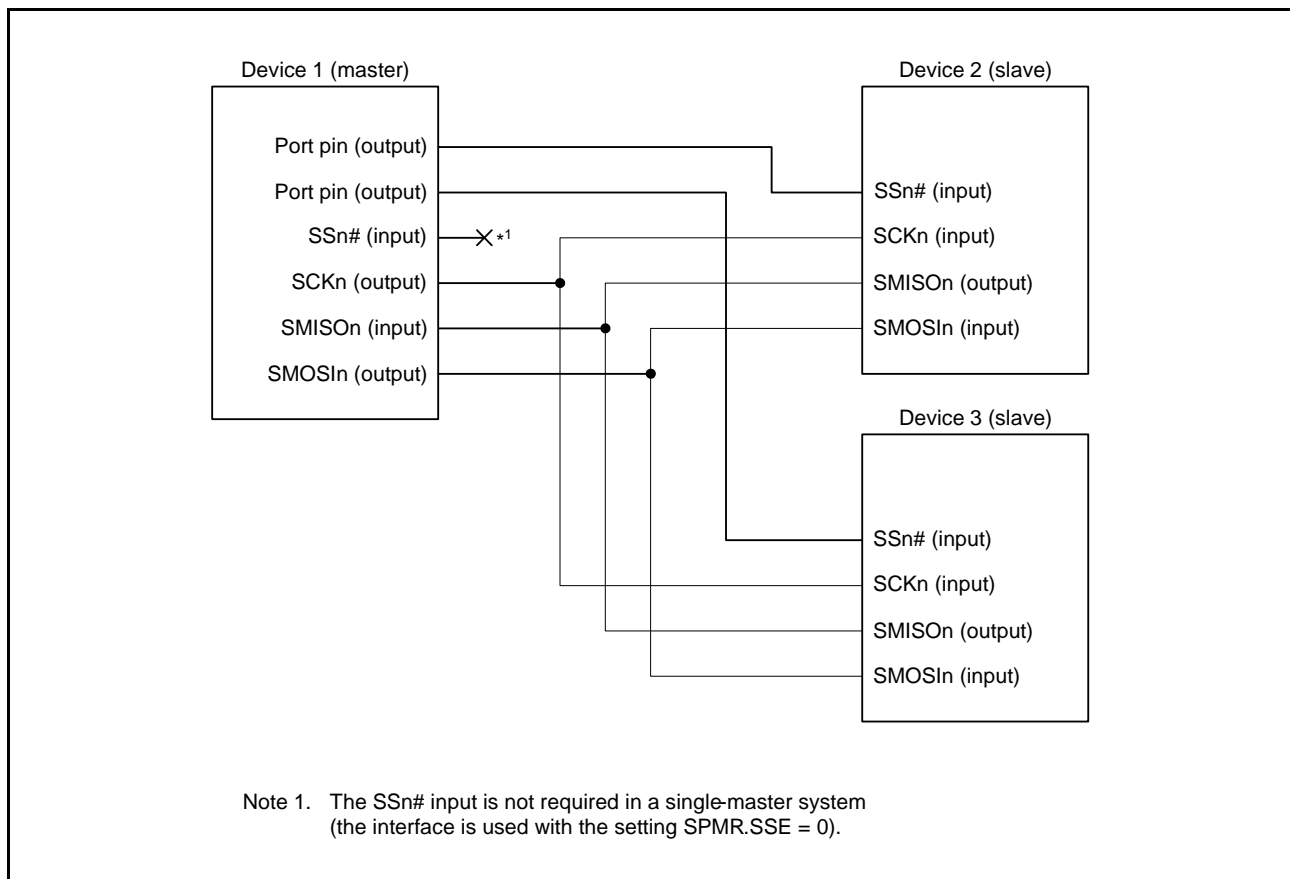 Device 1 (master)
Port pin (output)
Port pin (output)
SSn# (input)
*1
SCKn (output)
SMISOn (input)
SMOSIn (output)
Device 2 (slave)
SSn# (input)
SCKn (input)
SMISOn (output)
SMOSIn (input)
Device 3 (slave)
SSn# (input)
SCKn (input)
SMISOn (output)
SMOSIn (input)
Note 1. The SSn# input is not required in a single-master system
(the interface is used with the setting SPMR.SSE = 0).